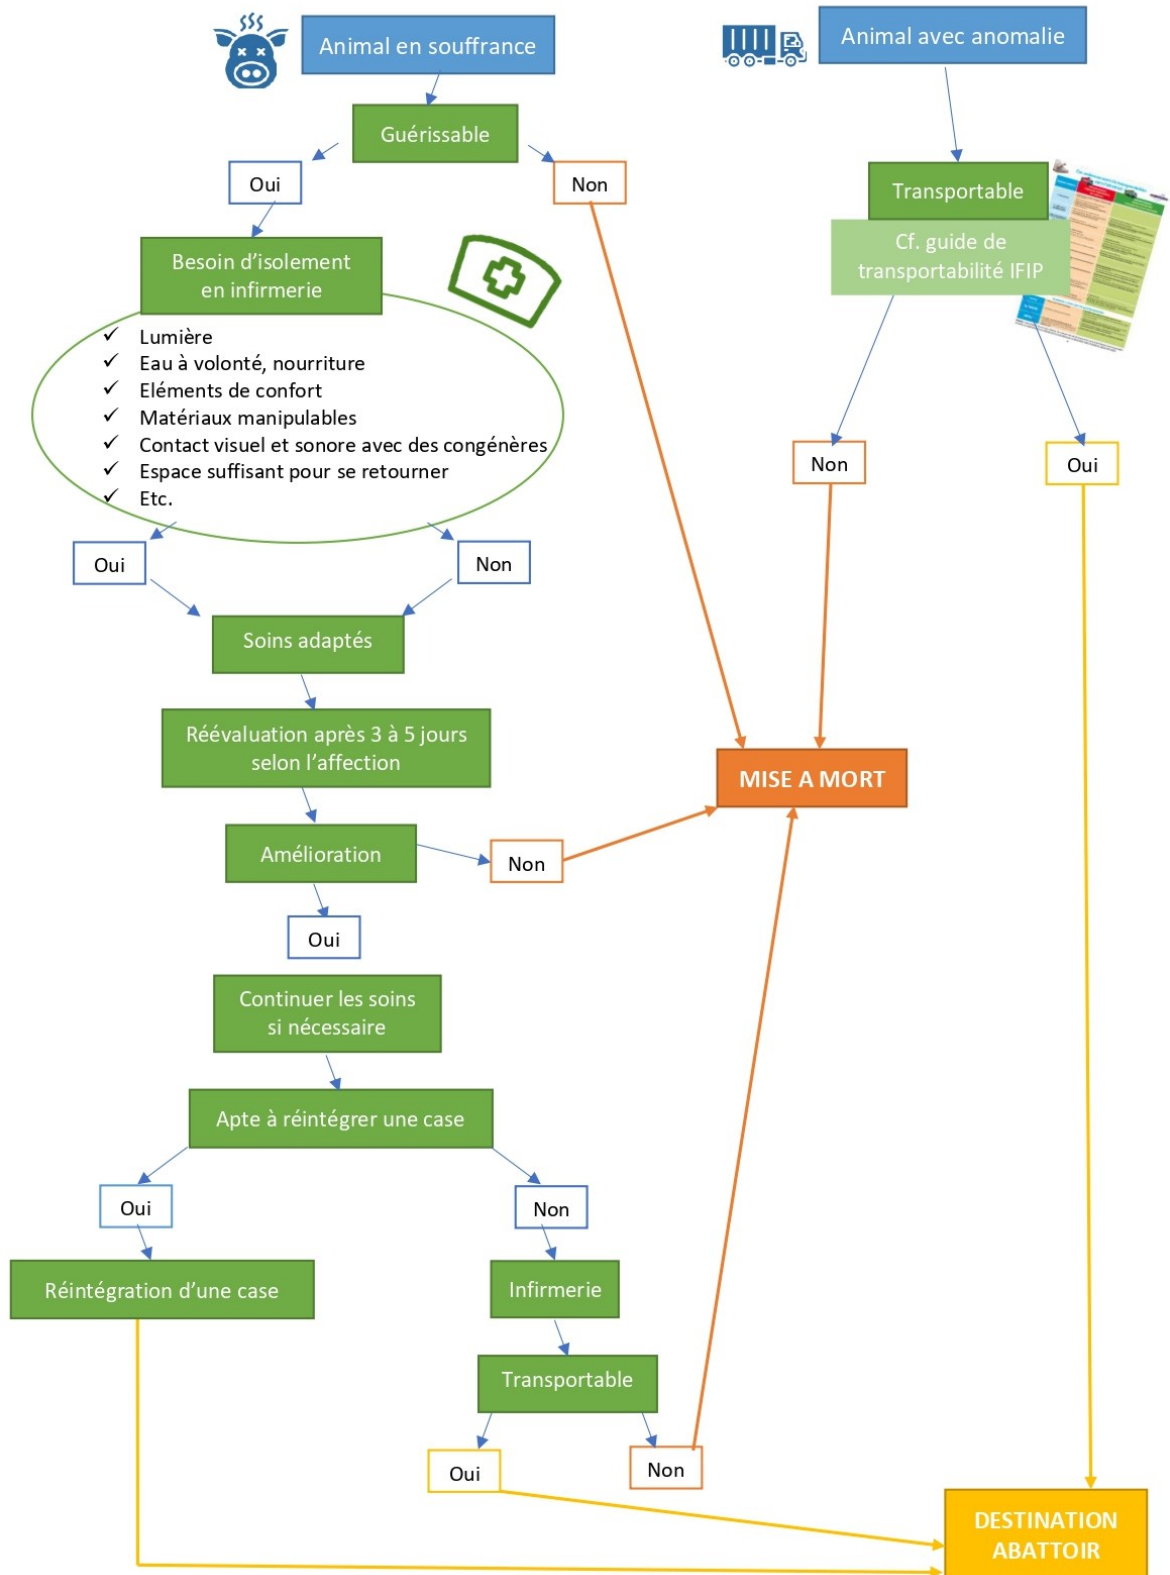 Animal en souffrance
Animal avec anomalie
Guérissable
Oui
Non
Transportable
Cf. guide de
transportabilité IFIP
Besoin d'isolement
en infirmerie
✓ Lumière
✓ Eau à volonté, nourriture
✓ Eléments de confort
✓ Matériaux manipulables
✓ Contact visuel et sonore avec des congénères
✓ Espace suffisant pour se retourner
✓ Etc.
Non
Oui
Oui
Non
Soins adaptés
Réévaluation après 3 à 5 jours
selon l'affection
MISE A MORT
Amélioration
Non
Oui
Continuer les soins
si nécessaire
Apte à réintégrer une case
Oui
Non
Réintégration d'une case
Infirmerie
Transportable
Oui
Non
DESTINATION
ABATTOIR